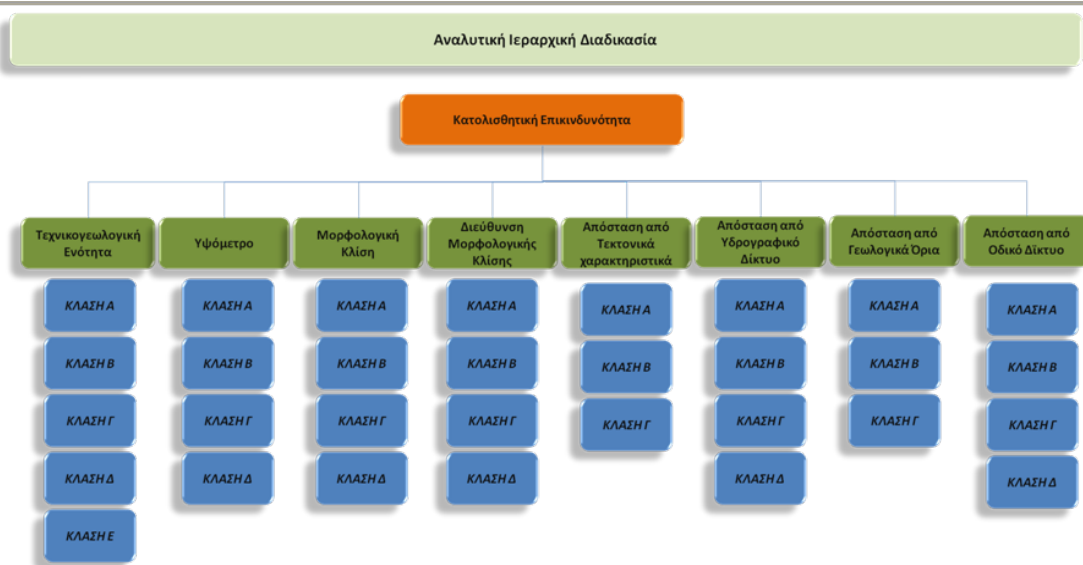 Αναλυτική Ιεραρχική Διαδικασία
Κατολισθητική Επικινδυνότητα
Τεχνικογεωλογική
Ενότητα
Υψόμετρο
Μορφολογική
Κλίση
Διεύθυνση
Μορφολογικής
Κλίσης
Απόσταση από
Τεκτονικά
χαρακτηριστικά
Απόσταση από
Υδρογραφικό
Δίκτυο
Απόσταση από
Γεωλογικά Όρια
Απόσταση από
Οδικό Δϊκτυο
ΚΛΑΣΗ Α
ΚΛΑΣΗ Β
ΚΛΑΣΗ Γ
ΚΛΑΣΗ Δ
ΚΛΑΣΗ Ε
ΚΛΑΣΗ Α
ΚΛΑΣΗ Β
ΚΛΑΣΗ Γ
ΚΛΑΣΗ Δ
ΚΛΑΣΗ Α
ΚΛΑΣΗ Β
ΚΛΑΣΗ Γ
ΚΛΑΣΗ Δ
ΚΛΑΣΗ Α
ΚΛΑΣΗ Β
ΚΛΑΣΗ Γ
ΚΛΑΣΗ Δ
ΚΛΑΣΗ Α
ΚΛΑΣΗ Β
ΚΛΑΣΗ Γ
ΚΛΑΣΗ Α
ΚΛΑΣΗ Β
ΚΛΑΣΗ Γ
ΚΛΑΣΗ Δ
ΚΛΑΣΗ Α
ΚΛΑΣΗ Β
ΚΛΑΣΗ Γ
ΚΛΑΣΗ Α
ΚΛΑΣΗ Β
ΚΛΑΣΗ Γ
ΚΛΑΣΗ Δ